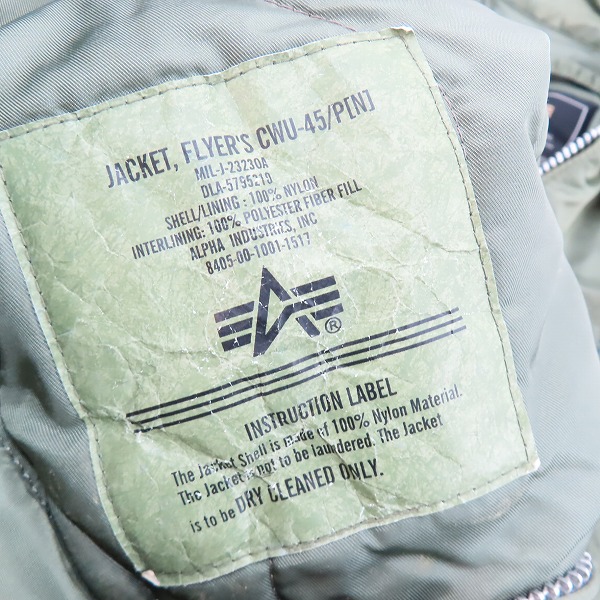 JACKET, FLYER'S CWU-45/P[N]
MIL-J-23230A
DLA-5795219
SHELL/LINING : 100% NYLON
INTERLINING: 100% POLYESTER FIBER FILL
ALPHA INDUSTRIES, INC
8405-00-1001-1517
®
INSTRUCTION LABEL
The Jacket Shell is made of 100% Nylon Material.
The Jacket is not to be laundered. The Jacket
is to be DRY CLEANED ONLY.